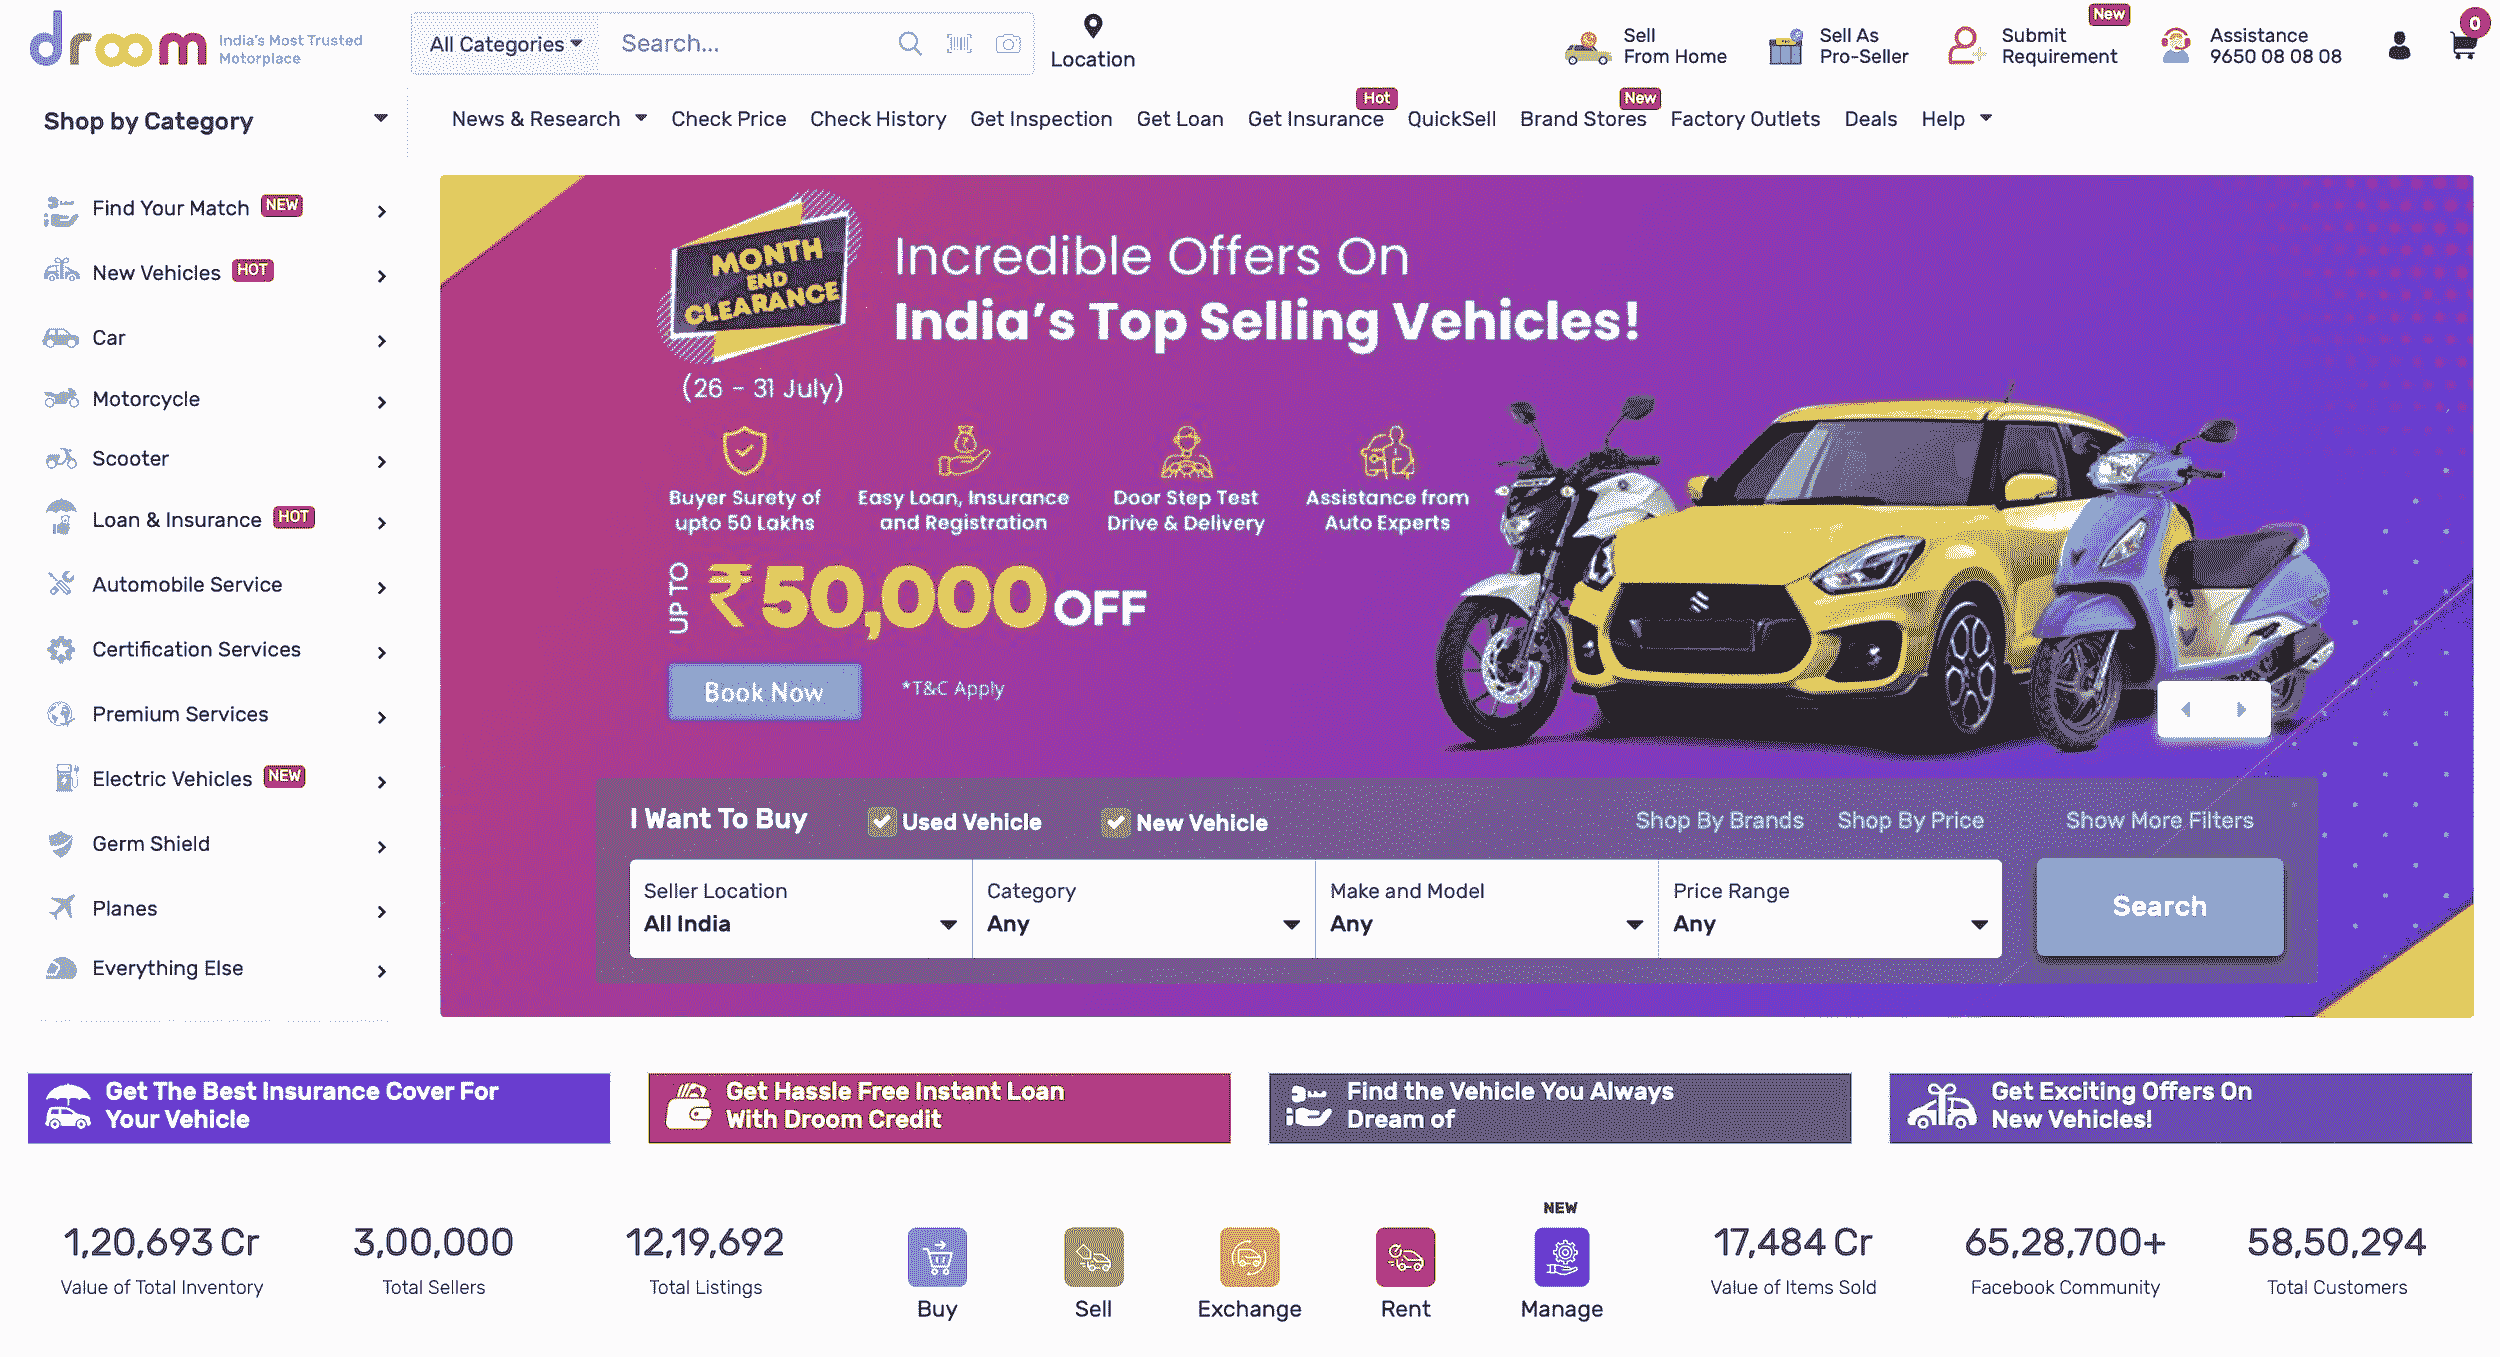 droom
India's Most Trusted
Motorplace
All Categories
Search...
Location
Sell
From Home
Sell As
Pro-Seller
New
Submit
Requirement
Assistance
9650 08 08 08
0
Shop by Category
News & Research
Check Price
Check History
Get Inspection
Get Loan
Get Insurance
Hot
QuickSell
Brand Stores
New
Factory Outlets
Deals
Help
Find Your Match NEW
New Vehicles HOT
Car
Motorcycle
Scooter
Loan & Insurance HOT
Automobile Service
Certification Services
Premium Services
Electric Vehicles NEW
Germ Shield
Planes
Everything Else
MONTH
END
CLEARANCE
(26 - 31 July)
Incredible Offers On
India's Top Selling Vehicles!
Buyer Surety of
upto 50 Lakhs
Easy Loan, Insurance
and Registration
Door Step Test
Drive & Delivery
Assistance from
Auto Experts
UP TO ₹50,000 OFF
Book Now
*T&C Apply
I Want To Buy
Used Vehicle
New Vehicle
Shop By Brands
Shop By Price
Show More Filters
Seller Location
All India
Category
Any
Make and Model
Any
Price Range
Any
Search
Get The Best Insurance Cover For
Your Vehicle
Get Hassle Free Instant Loan
With Droom Credit
Find the Vehicle You Always
Dream of
Get Exciting Offers On
New Vehicles!
1,20,693 Cr
Value of Total Inventory
3,00,000
Total Sellers
12,19,692
Total Listings
Buy
Sell
Exchange
Rent
NEW
Manage
17,484 Cr
Value of Items Sold
65,28,700+
Facebook Community
58,50,294
Total Customers